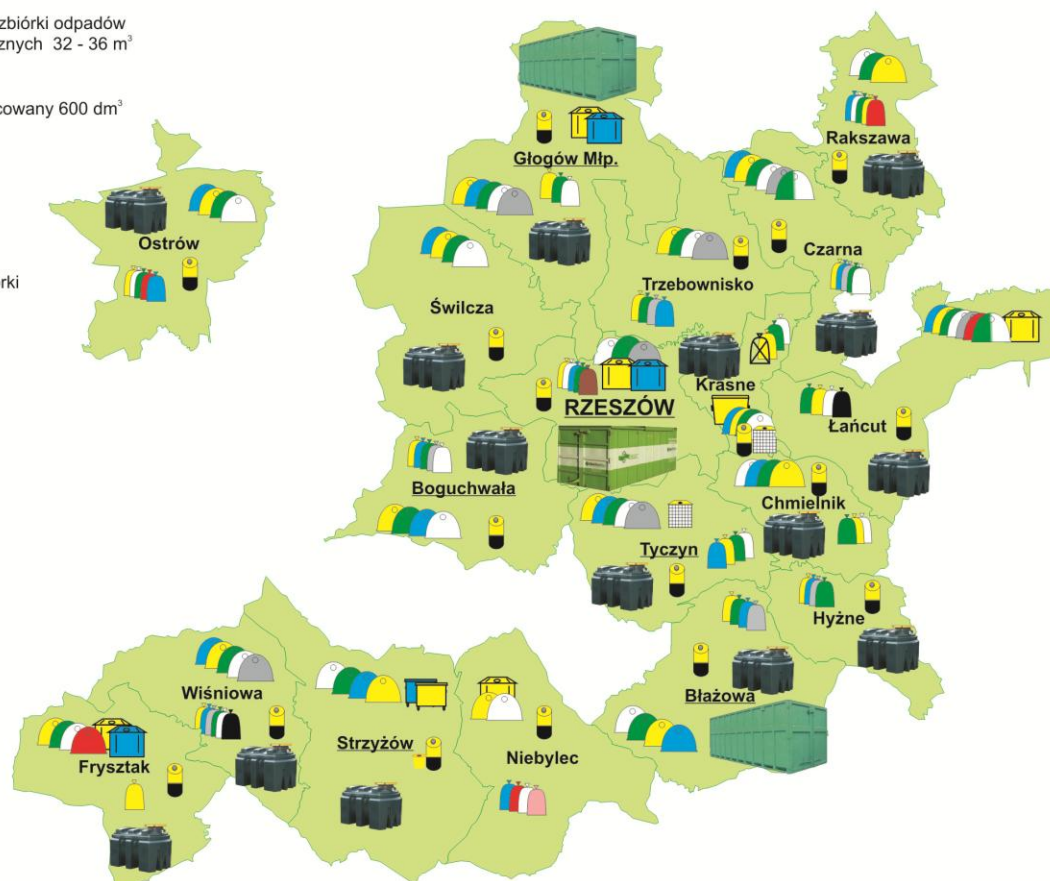 zbiórki odpadów
znych 32 - 36 m³
cowany 600 dm³
rki
Głogów Młp.
Rakszawa
Ostrów
Czarna
Trzebownisko
Świlcza
Krasne
RZESZÓW
Łańcut
Boguchwała
Chmielnik
Tyczyn
Hyżne
Błażowa
Wiśniowa
Strzyżów
Niebylec
Frysztak